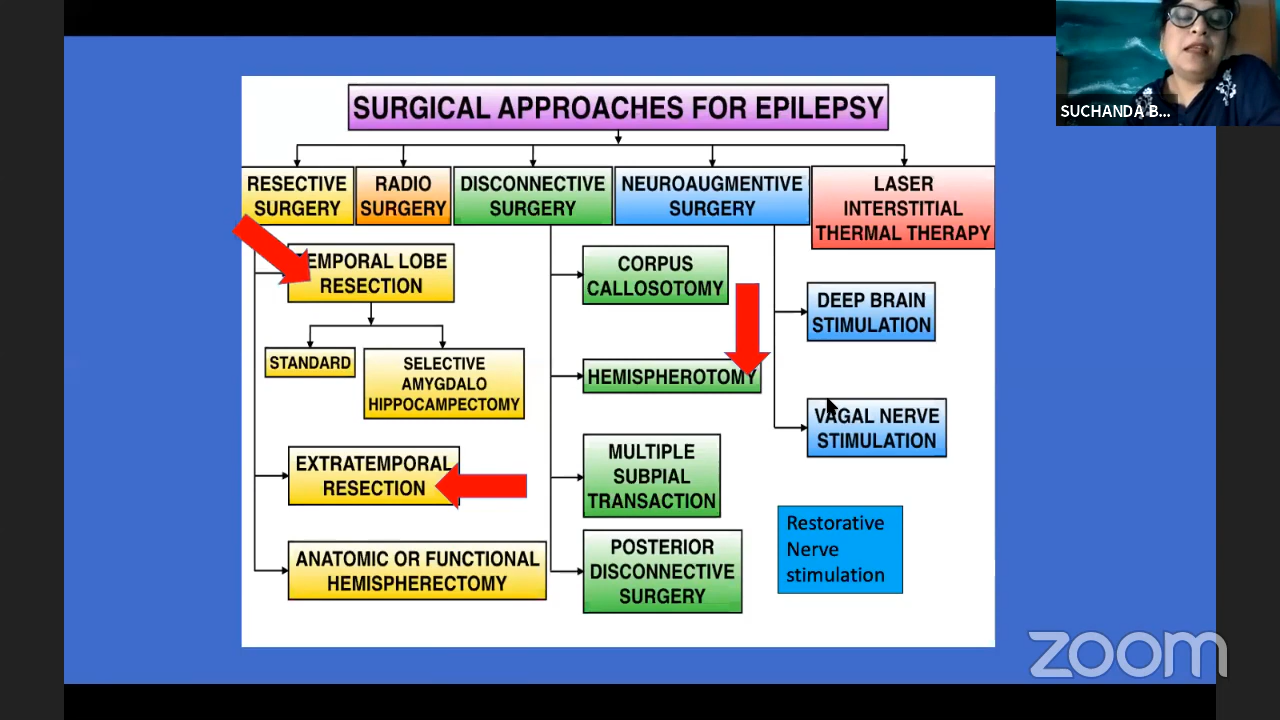 SUCHANDA B...
SURGICAL APPROACHES FOR EPILEPSY
RESECTIVE
SURGERY
RADIO
SURGERY
DISCONNECTIVE
SURGERY
NEUROAUGMENTIVE
SURGERY
LASER
INTERSTITIAL
THERMAL THERAPY
TEMPORAL LOBE
RESECTION
STANDARD
SELECTIVE
AMYGDALO
HIPPOCAMPECTOMY
EXTRATEMPORAL
RESECTION
ANATOMIC OR FUNCTIONAL
HEMISPHERECTOMY
CORPUS
CALLOSOTOMY
HEMISPHEROTOMY
MULTIPLE
SUBPIAL
TRANSACTION
POSTERIOR
DISCONNECTIVE
SURGERY
DEEP BRAIN
STIMULATION
VAGAL NERVE
STIMULATION
Restorative
Nerve
stimulation
zoom